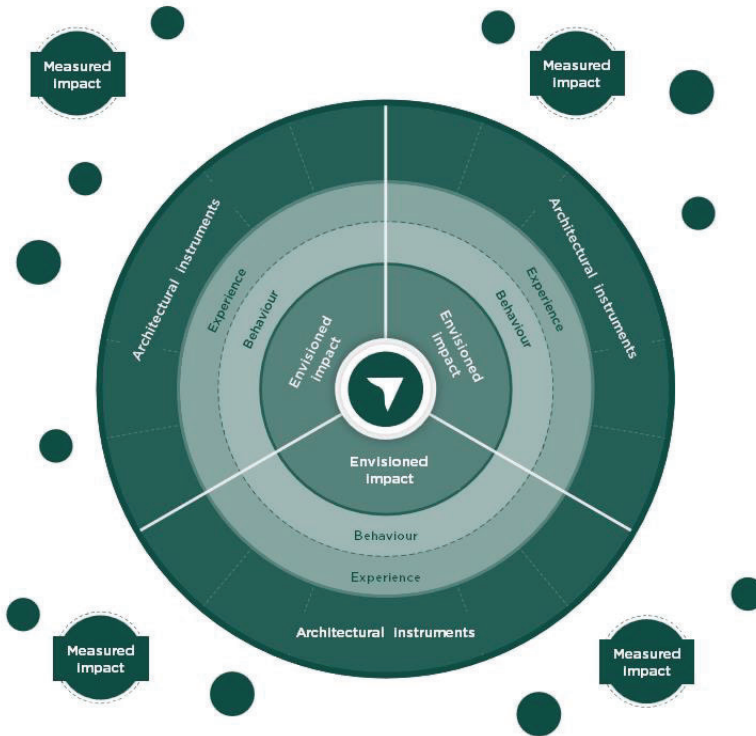 Measured
impact
Measured
impact
Architectural instruments
Experience
Behaviour
Envisioned
impact
Envisioned
impact
Behaviour
Experience
Architectural instruments
Envisioned
impact
Behaviour
Experience
Architectural instruments
Measured
impact
Measured
impact